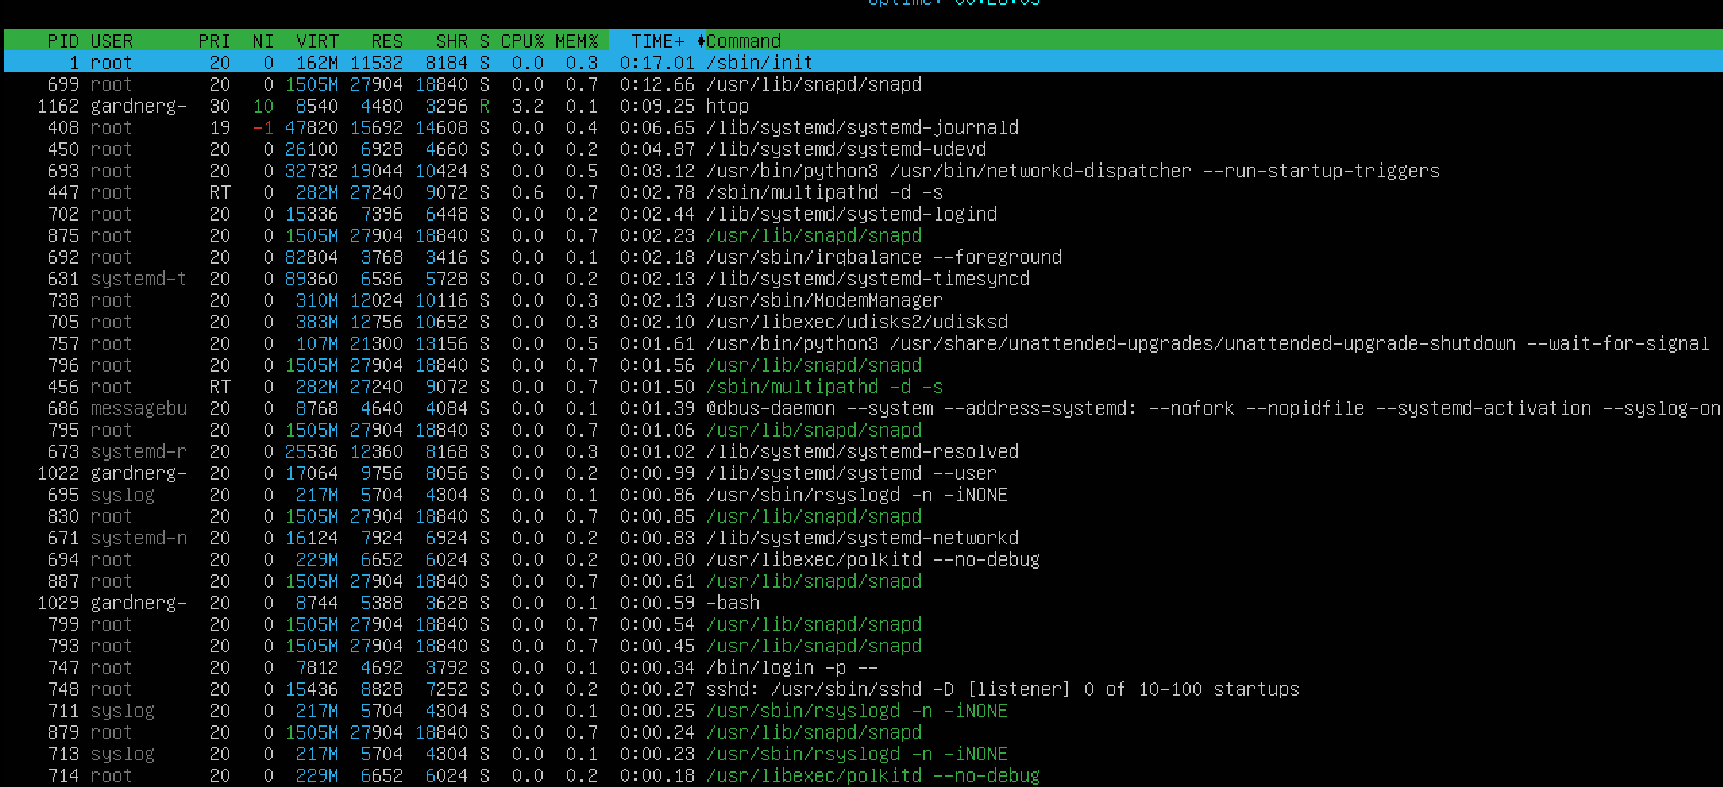 Uptime: 00:28:03
PID USER PRI NI VIRT RES SHR S CPU% MEM% TIME+ Command
1 root 20 0 162M 11532 8184 S 0.0 0.3 0:17.01 /sbin/init
699 root 20 0 1505M 27904 18840 S 0.0 0.7 0:12.66 /usr/lib/snapd/snapd
1162 gardnerg- 30 10 8540 4480 3296 R 3.2 0.1 0:09.25 htop
408 root 19 -1 47820 15692 14608 S 0.0 0.4 0:06.65 /lib/systemd/systemd-journald
450 root 20 0 26100 6928 4660 S 0.0 0.2 0:04.87 /lib/systemd/systemd-udevd
693 root 20 0 32732 19044 10424 S 0.0 0.5 0:03.12 /usr/bin/python3 /usr/bin/networkd-dispatcher --run-startup-triggers
447 root RT 0 282M 27240 9072 S 0.6 0.7 0:02.78 /sbin/multipathd -d -s
702 root 20 0 15336 7396 6448 S 0.0 0.2 0:02.44 /lib/systemd/systemd-logind
875 root 20 0 1505M 27904 18840 S 0.0 0.7 0:02.23 /usr/lib/snapd/snapd
692 root 20 0 82804 3768 3416 S 0.0 0.1 0:02.18 /usr/sbin/irqbalance --foreground
631 systemd-t 20 0 89360 6536 5728 S 0.0 0.2 0:02.13 /lib/systemd/systemd-timesyncd
738 root 20 0 310M 12024 10116 S 0.0 0.3 0:02.13 /usr/sbin/ModemManager
705 root 20 0 383M 12756 10652 S 0.0 0.3 0:02.10 /usr/libexec/udisks2/udisksd
757 root 20 0 107M 21300 13156 S 0.0 0.5 0:01.61 /usr/bin/python3 /usr/share/unattended-upgrades/unattended-upgrade-shutdown --wait-for-signal
796 root 20 0 1505M 27904 18840 S 0.0 0.7 0:01.56 /usr/lib/snapd/snapd
456 root RT 0 282M 27240 9072 S 0.0 0.7 0:01.50 /sbin/multipathd -d -s
686 messagebu 20 0 8768 4640 4084 S 0.0 0.1 0:01.39 @dbus-daemon --system --address=systemd: --nofork --nopidfile --systemd-activation --syslog-on
795 root 20 0 1505M 27904 18840 S 0.0 0.7 0:01.06 /usr/lib/snapd/snapd
673 systemd-r 20 0 25536 12360 8168 S 0.0 0.3 0:01.02 /lib/systemd/systemd-resolved
1022 gardnerg- 20 0 17064 9756 8056 S 0.0 0.2 0:00.99 /lib/systemd/systemd --user
695 syslog 20 0 217M 5704 4304 S 0.0 0.1 0:00.86 /usr/sbin/rsyslogd -n -iNONE
830 root 20 0 1505M 27904 18840 S 0.0 0.7 0:00.85 /usr/lib/snapd/snapd
671 systemd-n 20 0 16124 7924 6924 S 0.0 0.2 0:00.83 /lib/systemd/systemd-networkd
694 root 20 0 229M 6652 6024 S 0.0 0.2 0:00.80 /usr/libexec/polkitd --no-debug
887 root 20 0 1505M 27904 18840 S 0.0 0.7 0:00.61 /usr/lib/snapd/snapd
1029 gardnerg- 20 0 8744 5388 3628 S 0.0 0.1 0:00.59 -bash
799 root 20 0 1505M 27904 18840 S 0.0 0.7 0:00.54 /usr/lib/snapd/snapd
793 root 20 0 1505M 27904 18840 S 0.0 0.7 0:00.45 /usr/lib/snapd/snapd
747 root 20 0 7812 4692 3792 S 0.0 0.1 0:00.34 /bin/login -p --
748 root 20 0 15436 8828 7252 S 0.0 0.2 0:00.27 sshd: /usr/sbin/sshd -D [listener] 0 of 10-100 startups
711 syslog 20 0 217M 5704 4304 S 0.0 0.1 0:00.25 /usr/sbin/rsyslogd -n -iNONE
879 root 20 0 1505M 27904 18840 S 0.0 0.7 0:00.24 /usr/lib/snapd/snapd
713 syslog 20 0 217M 5704 4304 S 0.0 0.1 0:00.23 /usr/sbin/rsyslogd -n -iNONE
714 root 20 0 229M 6652 6024 S 0.0 0.2 0:00.18 /usr/libexec/polkitd --no-debug